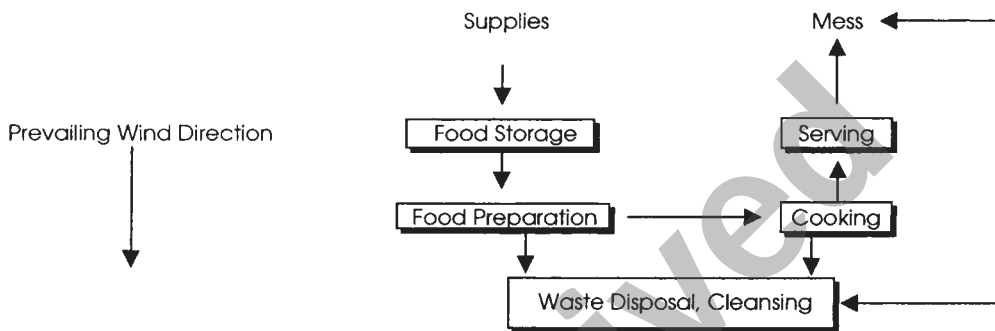 Supplies
Mess
Prevailing Wind Direction
Food Storage
Serving
Food Preparation
Cooking
Waste Disposal, Cleansing